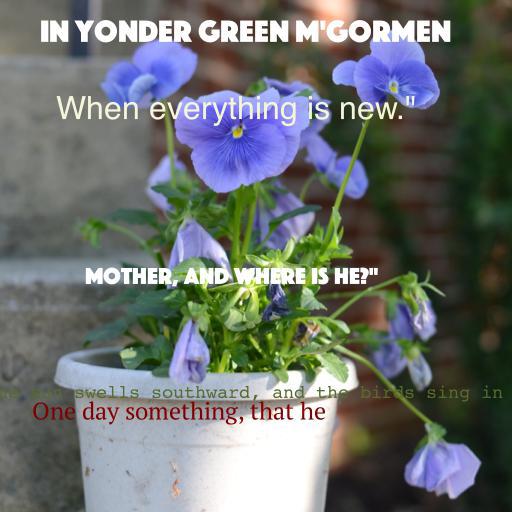 IN YONDER GREEN M'GORMEN
When everything is new."
MOTHER, AND WHERE IS HE?"
swells southward, and the birds sing in
One day something, that he